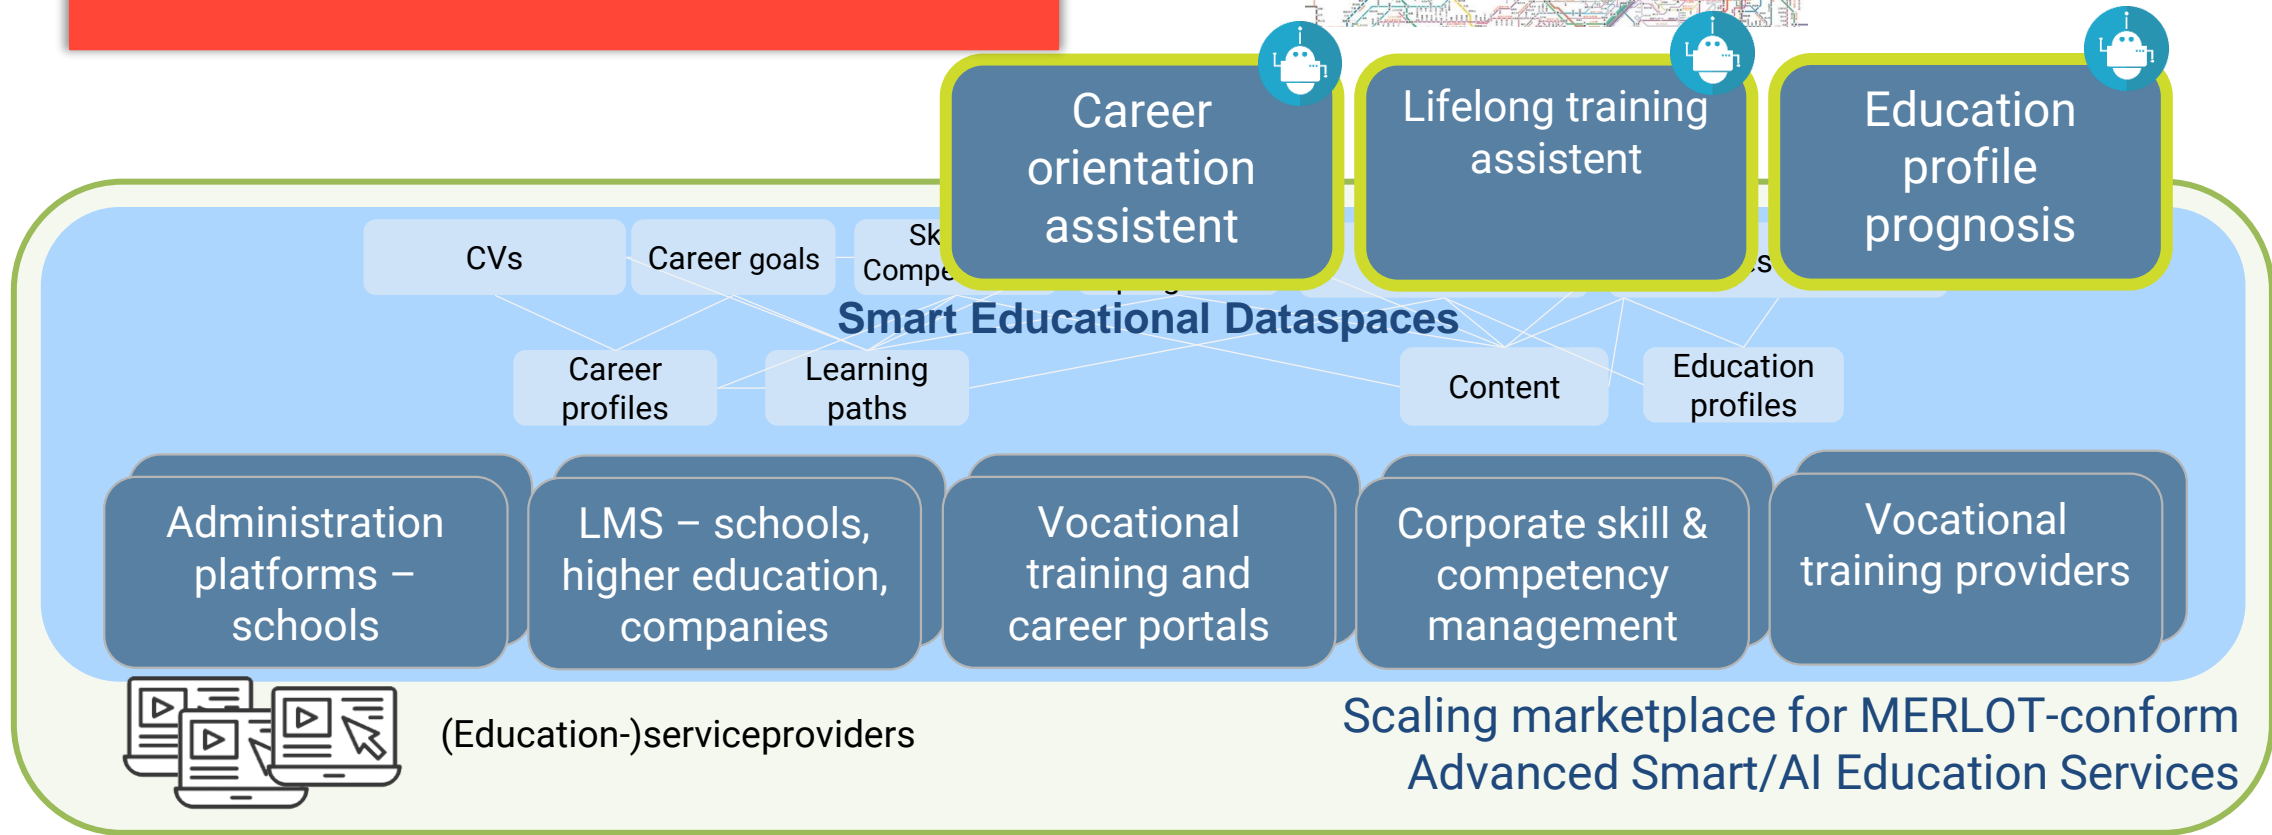 Career
orientation
assistent
Lifelong training
assistent
Education
profile
prognosis
CVs
Career goals
Smart Educational Dataspaces
Career
profiles
Learning
paths
Content
Education
profiles
Administration
platforms –
schools
LMS – schools,
higher education,
companies
Vocational
training and
career portals
Corporate skill &
competency
management
Vocational
training providers
(Education-)serviceproviders
Scaling marketplace for MERLOT-conform
Advanced Smart/AI Education Services